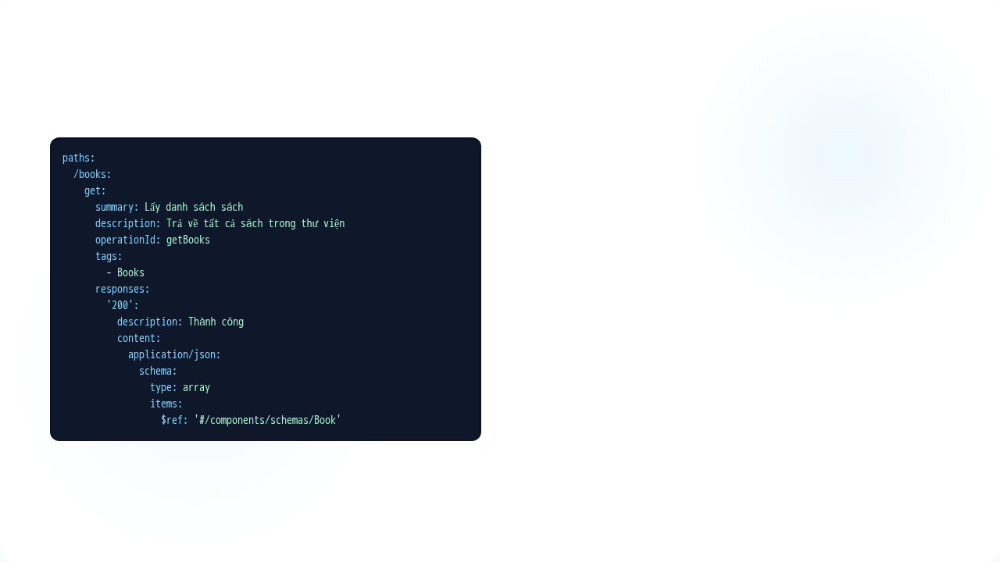 paths:
  /books:
    get:
      summary: Lấy danh sách sách
      description: Trả về tất cả sách trong thư viện
      operationId: getBooks
      tags:
        - Books
      responses:
        '200':
          description: Thành công
          content:
            application/json:
              schema:
                type: array
                items:
                  $ref: '#/components/schemas/Book'